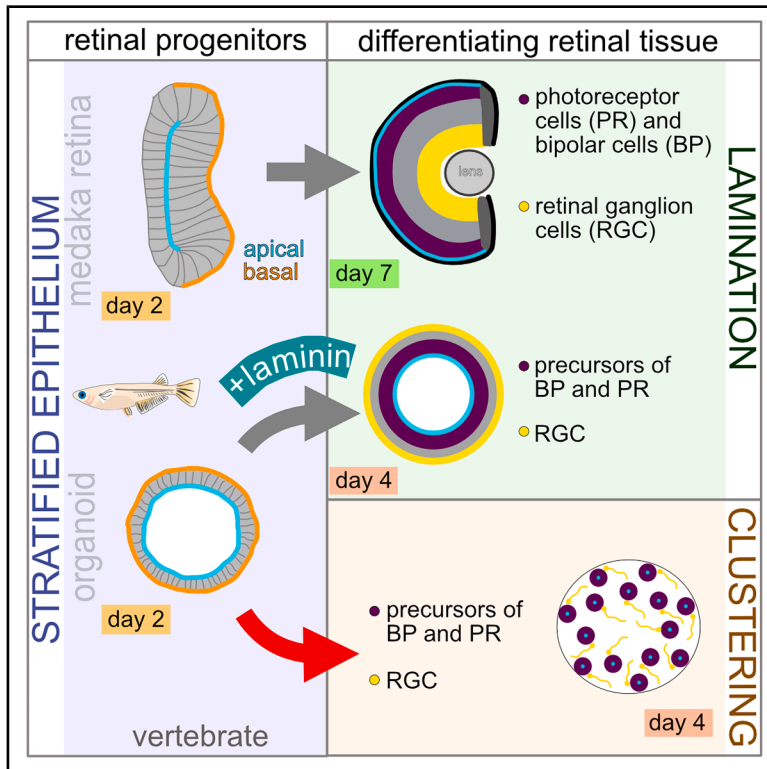 retinal progenitors
differentiating retinal tissue
STRATIFIED EPITHELIUM
medaka retina
apical
basal
day 2
lens
day 7
photoreceptor
cells (PR) and
bipolar cells (BP)
retinal ganglion
cells (RGC)
LAMINATION
+laminin
precursors of
BP and PR
RGC
day 4
organoid
day 2
vertebrate
precursors of
BP and PR
RGC
day 4
CLUSTERING